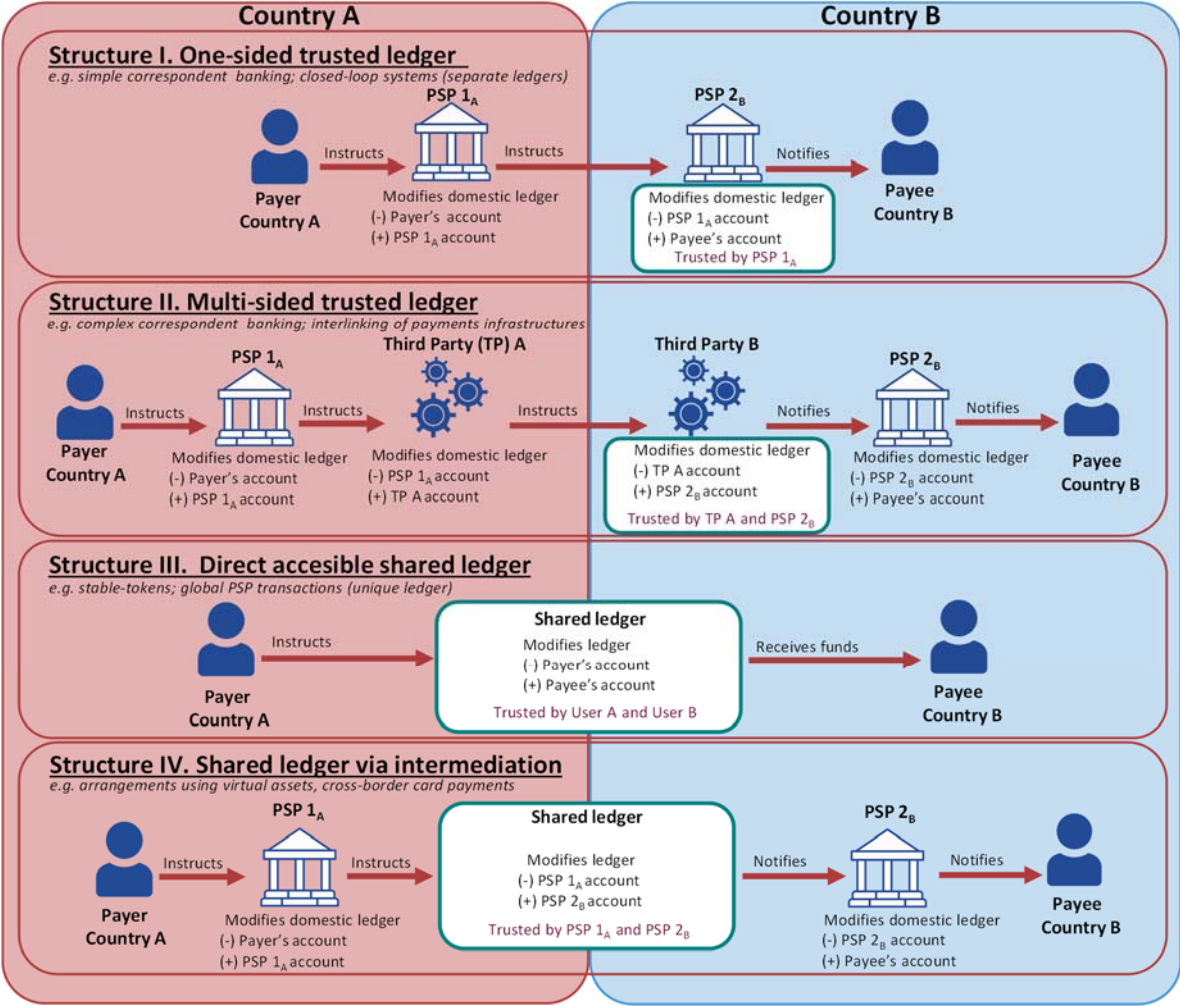 Country A
Country B
Structure I. One-sided trusted ledger
e.g. simple correspondent banking; closed-loop systems (separate ledgers)
PSP 1A
PSP 2B
Instructs
Instructs
Notifies
Payer
Country A
Modifies domestic ledger
(-) Payer's account
(+) PSP 1A account
Modifies domestic ledger
(-) PSP 1A account
(+) Payee's account
Trusted by PSP 1A
Payee
Country B
Structure II. Multi-sided trusted ledger
e.g. complex correspondent banking; interlinking of payments infrastructures
PSP 1A
Third Party (TP) A
Third Party B
PSP 2B
Instructs
Instructs
Instructs
Notifies
Notifies
Payer
Country A
Modifies domestic ledger
(-) Payer's account
(+) PSP 1A account
Modifies domestic ledger
(-) PSP 1A account
(+) TP A account
Modifies domestic ledger
(-) TP A account
(+) PSP 2B account
Trusted by TP A and PSP 2B
Modifies domestic ledger
(-) PSP 2B account
(+) Payee's account
Payee
Country B
Structure III. Direct accesible shared ledger
e.g. stable-tokens; global PSP transactions (unique ledger)
Instructs
Shared ledger
Modifies ledger
(-) Payer's account
(+) Payee's account
Trusted by User A and User B
Receives funds
Payer
Country A
Payee
Country B
Structure IV. Shared ledger via intermediation
e.g. arrangements using virtual assets, cross-border card payments
PSP 1A
PSP 2B
Instructs
Instructs
Shared ledger
Modifies ledger
(-) PSP 1A account
(+) PSP 2B account
Trusted by PSP 1A and PSP 2B
Notifies
Notifies
Payer
Country A
Modifies domestic ledger
(-) Payer's account
(+) PSP 1A account
Modifies domestic ledger
(-) PSP 2B account
(+) Payee's account
Payee
Country B